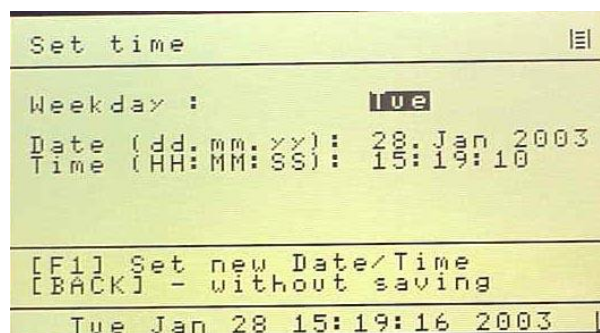 Set time
Weekday : Tue
Date (dd.mm.yy): 28.Jan 2003
Time (HH:MM:SS): 15:19:10
[F1] Set new Date/Time
[BACK] - without saving
Tue Jan 28 15:19:16 2003